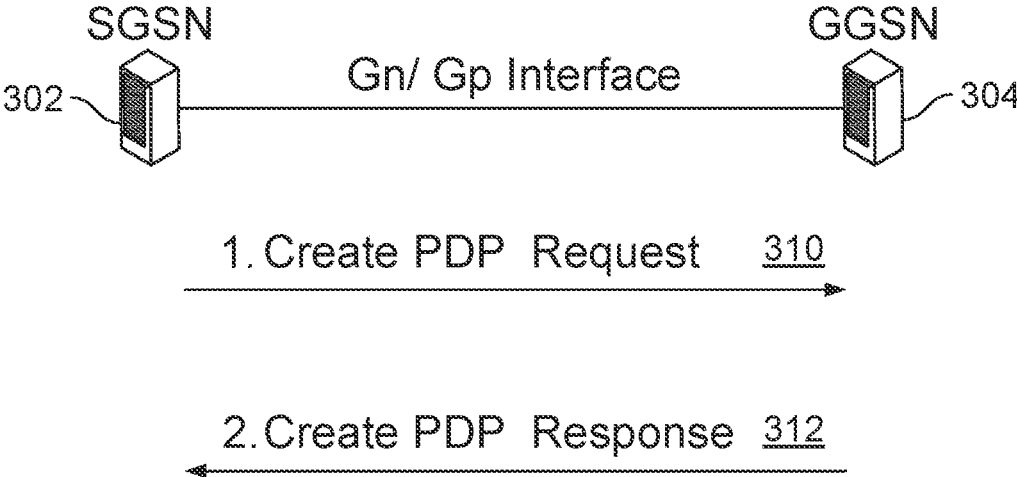 SGSN
GGSN
Gn/ Gp Interface
302
304
1. Create PDP Request 310
2. Create PDP Response 312